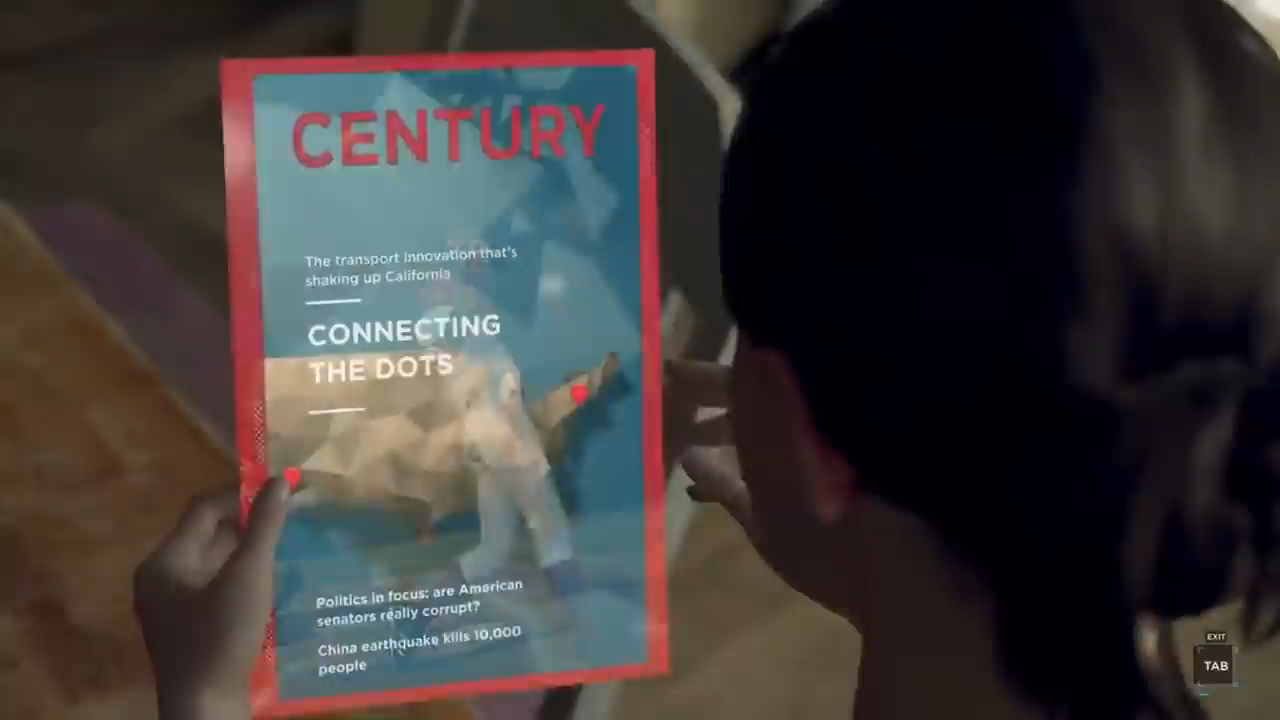 CENTURY
The transport innovation that's
shaking up California
CONNECTING
THE DOTS
Politics in focus: are American
senators really corrupt?
China earthquake kills 10,000
people
EXIT
TAB